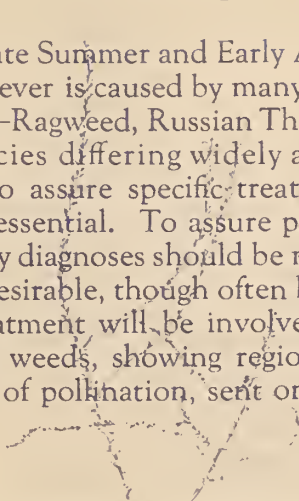 ate Summer and Early A
ever is caused by many
–Ragweed, Russian Th
cies differing widely a
o assure specific treat
essential. To assure p
y diagnoses should be
esirable, though often
atment will be involve
weeds, showing regio
of pollination, sent or